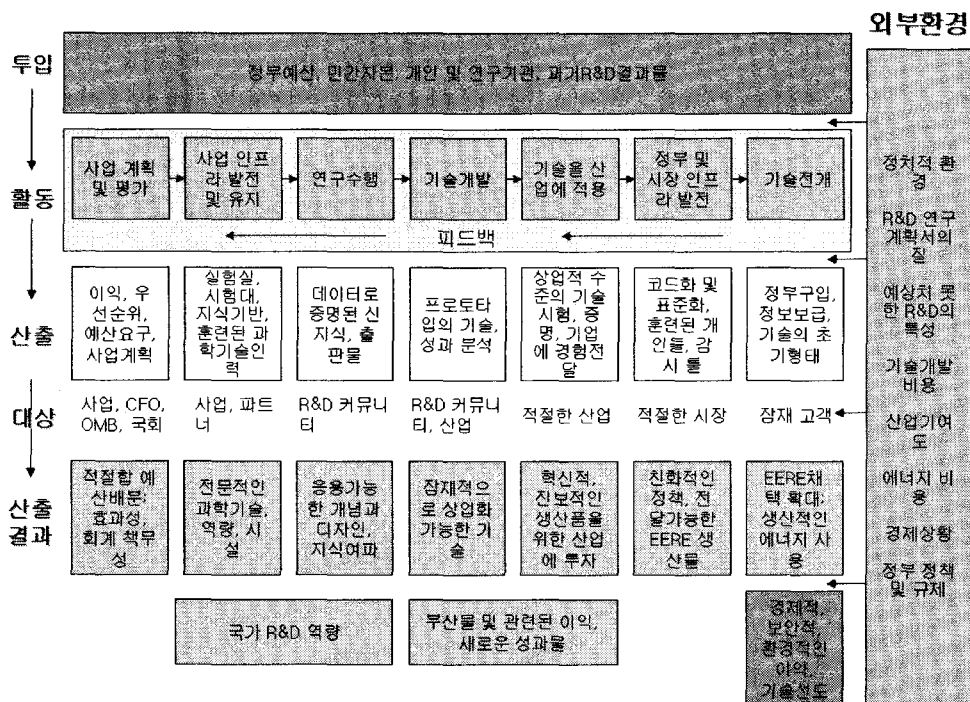 외부환경
투입
정부예산, 민간자본, 개인 및 연구기관, 과거R&D결과물
활동
사업 계획
및 평가
사업 인프
라 발전
및 유지
연구수행
기술개발
기술을 산
업에 적용
정부 및
시장 인프
라 발전
기술전개
피드백
산출
이익, 우
선순위,
예산요구,
사업계획
실험실,
시험대,
지식기반,
훈련된 과
학기술인
력
데이터로
증명된 신
지식, 출
판물
프로토타
입의 기술,
성과 분석
상업적 수
준의 기술
시험, 증
명, 기업
에 경험전
달
코드화 및
표준화,
훈련된 개
인들, 감
시 툴
정부구입,
정보보급,
기술의 초
기형태
대상
사업, CFO,
OMB, 국회
사업, 파트
너
R&D 커뮤니
티
R&D 커뮤니
티, 산업
적절한 산업
적절한 시장
잠재 고객
산출
결과
적절한 예
산배분,
효과성,
회계 책무
성
전문적인
과학기술,
역량, 시
설
응용가능
한 개념과
디자인,
지식여파
잠재적으
로 상업화
가능한 기
술
혁신적,
진보적인
생산품을
위한 산업
에 투자
친화적인
정책, 전
달가능한
EERE 생
산물
EERE채
택 확대,
생산적인
에너지 사
용
국가 R&D 역량
부산물 및 관련된 이익,
새로운 성과물
경제적,
보안적,
환경적인
이익,
기술선도
정치적 환
경
R&D 연구
계획서의
질
예상치 못
한 R&D의
특성
기술개발
비용
산업기여
도
에너지 비
용
경제상황
정부 정책
및 규제